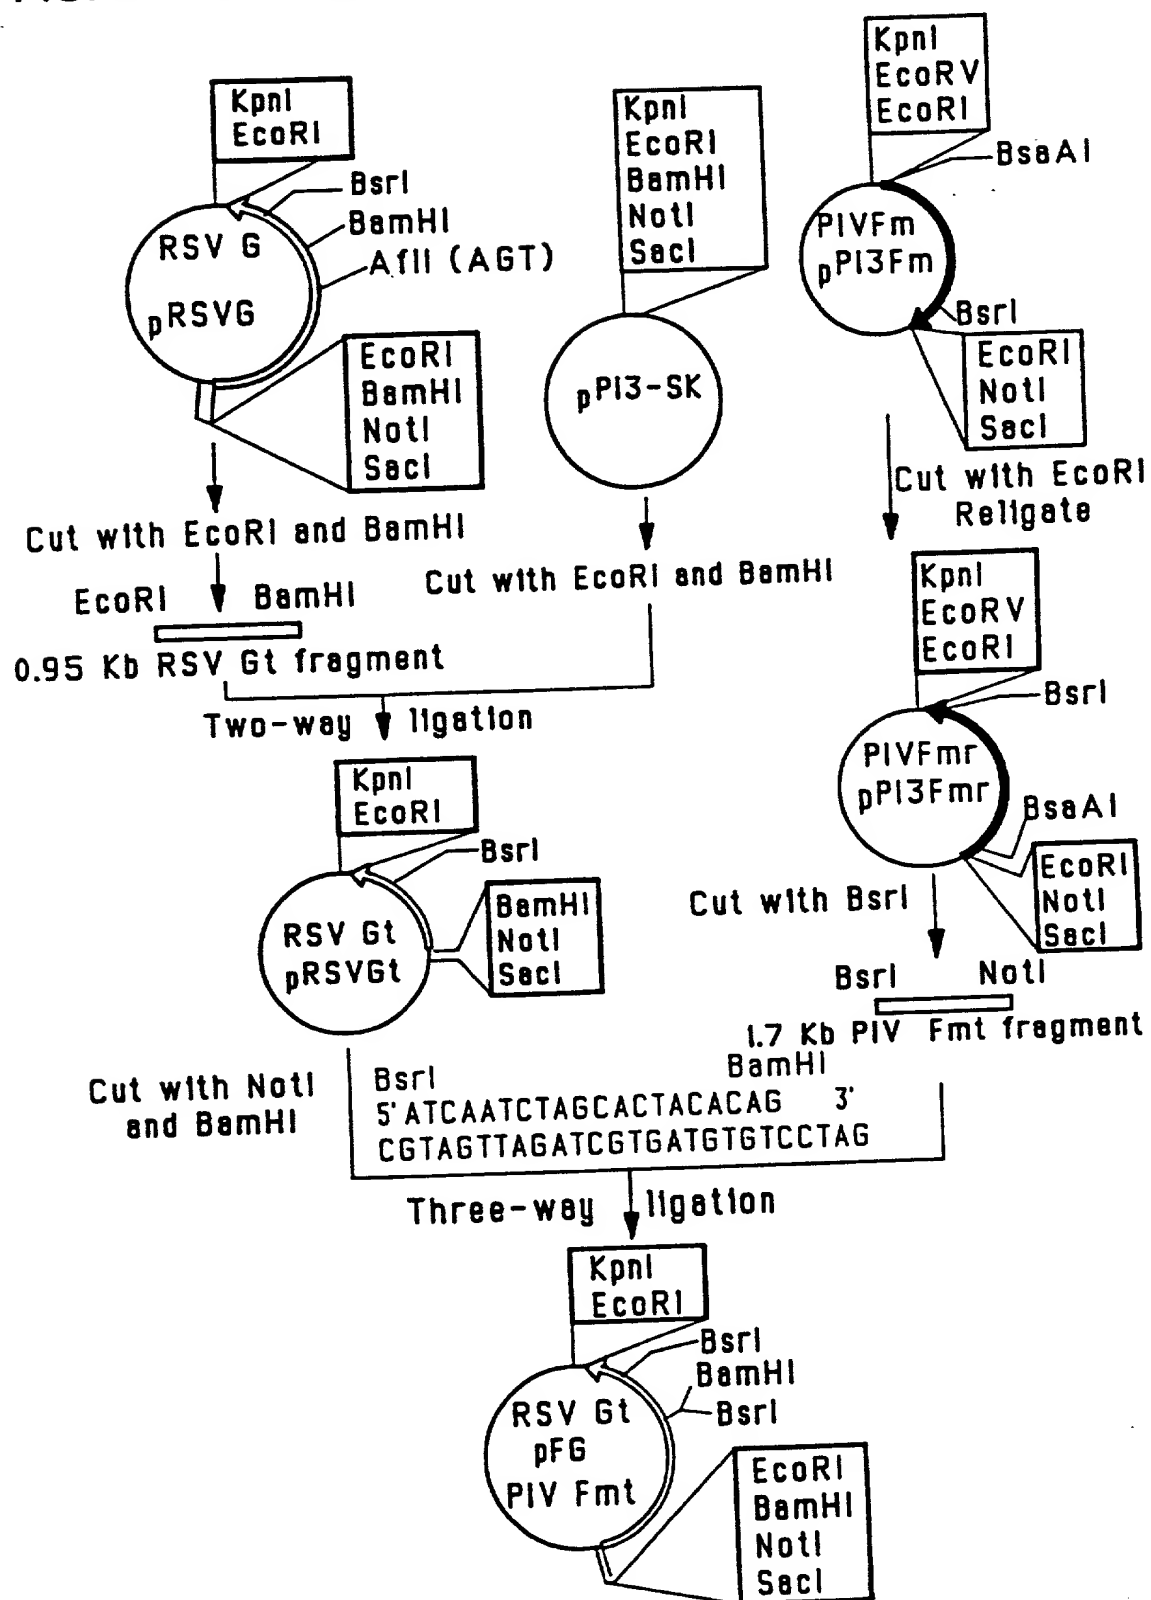 KpnI
EcoRI
BsrI
BamHI
AflI (AGT)
RSV G
pRSVG
EcoRI
BamHI
NotI
SacI
Cut with EcoRI and BamHI
EcoRI BamHI
0.95 Kb RSV Gt fragment
KpnI
EcoRI
BamHI
NotI
SacI
pPI3-SK
Cut with EcoRI and BamHI
KpnI
EcoRV
EcoRI
BsaAI
PIVFm
pPI3Fm
BsrI
EcoRI
NotI
SacI
Cut with EcoRI
Religate
KpnI
EcoRV
EcoRI
BsrI
PIVFmr
pPI3Fmr
BsaAI
EcoRI
NotI
SacI
Cut with BsrI
BsrI NotI
1.7 Kb PIV Fmt fragment
Two-way ligation
KpnI
EcoRI
BsrI
RSV Gt
pRSVGt
BamHI
NotI
SacI
Cut with NotI
and BamHI
BsrI BamHI
5' ATCAATCTAGCACTACACAG 3'
CGTAGTTAGATCGTGATGTGTCCTAG
Three-way ligation
KpnI
EcoRI
BsrI
BamHI
BsrI
RSV Gt
pFG
PIV Fmt
EcoRI
BamHI
NotI
SacI